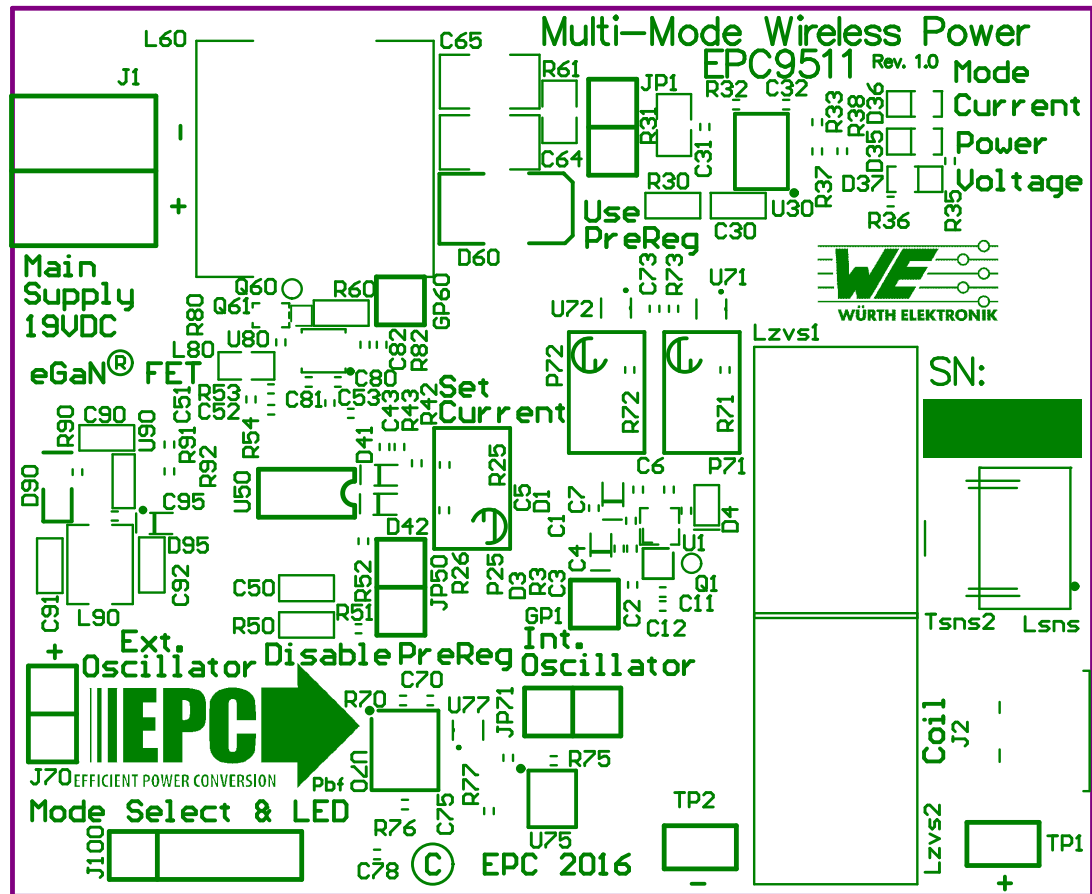 Multi-Mode Wireless Power
EPC9511 Rev. 1.0
L60
C65
J1
R61
JP1
R32
C32
Mode
D36
Current
R33
R38
R31
C31
D35
Power
C64
-
R37
D37
Voltage
R30
+
Use
PreReg
C30
U30
R36
R35
D60
Main
Supply
19VDC
Q60
Q61
R60
GP60
R80
U80
C73
R73
U71
U72
WE
WÜRTH ELEKTRONIK
Lzvs1
L80
C82
R82
P72
eGaN® FET
SN:
R53
C52
C51
C80
C81
C53
Set
Current
R42
R43
C43
R72
R71
R90
C90
U90
R91
R92
R54
D41
R25
C6
P71
D90
C95
U50
C5
D1
C7
C1
D4
D42
U1
D95
C4
Q1
C91
C92
C50
R52
JP50
R26
P25
D3
R3
C3
GP1
C2
C11
C12
L90
R50
R51
Tsns2
Lsns
Ext.
Oscillator
Disable PreReg
Int.
Oscillator
+
R70
C70
U77
JP71
Coil
J2
EPC
EFFICIENT POWER CONVERSION
J70
Pbf
U70
R75
R77
Mode Select & LED
R76
C75
U75
TP2
Lzvs2
TP1
J100
C78
© EPC 2016
-
+